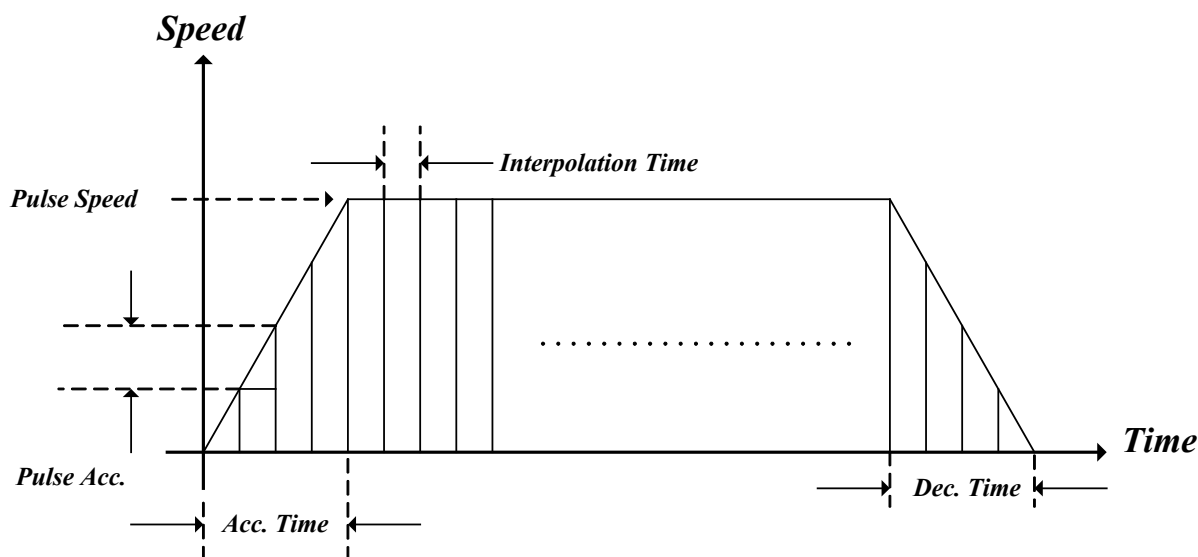 Speed
Interpolation Time
Pulse Speed
Time
Pulse Acc.
Dec. Time
Acc. Time